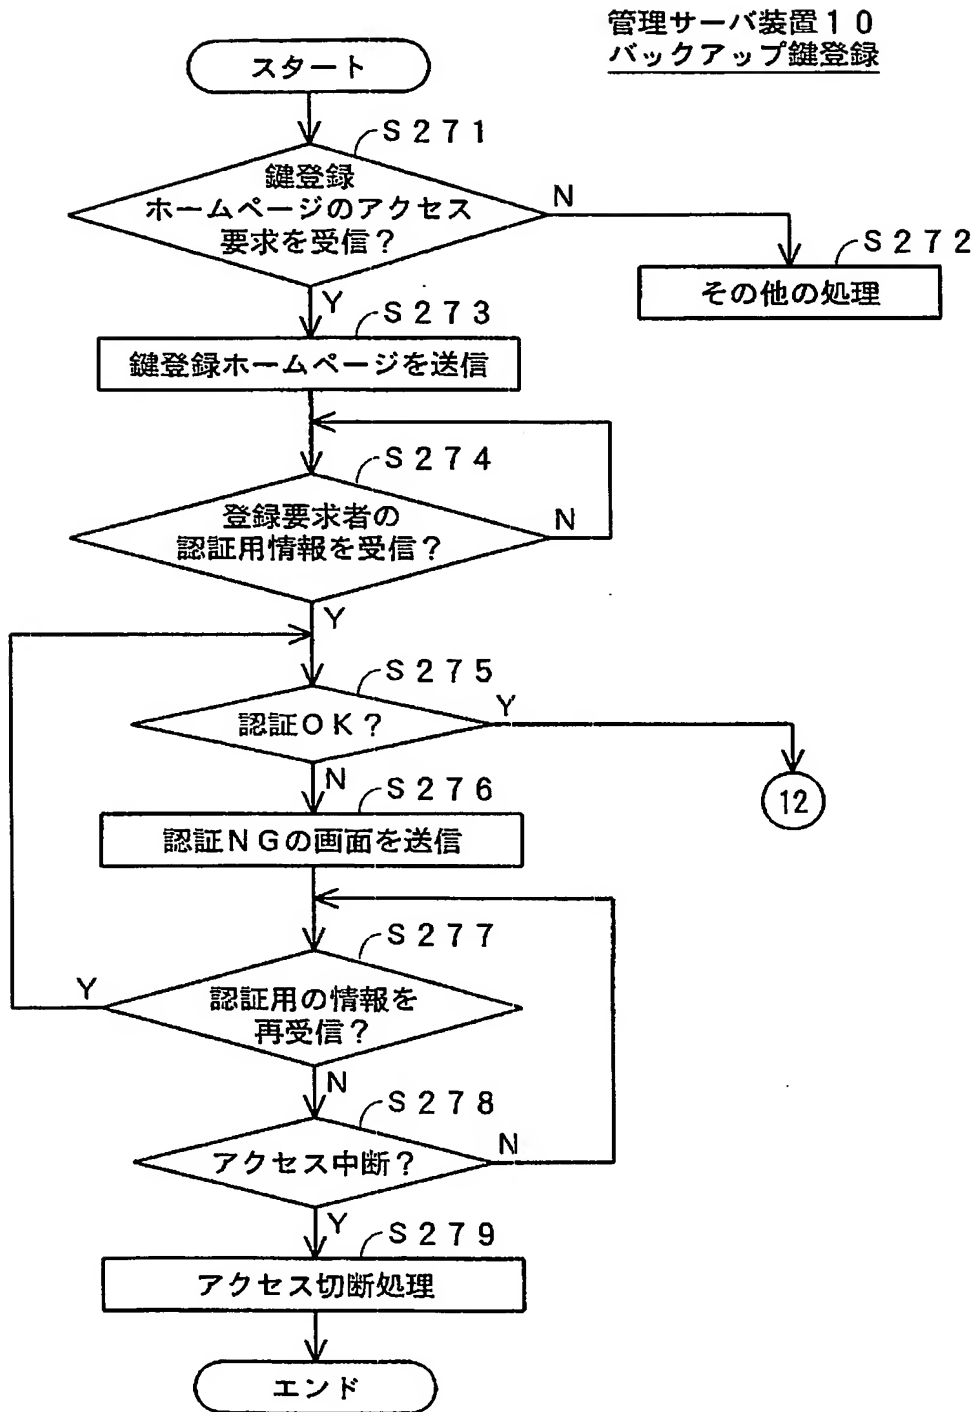 管理サーバ装置１０
バックアップ鍵登録
スタート
Ｓ２７１
鍵登録
ホームページのアクセス
要求を受信？
N
Y
Ｓ２７２
その他の処理
Ｓ２７３
鍵登録ホームページを送信
Ｓ２７４
登録要求者の
認証用情報を受信？
N
Y
Ｓ２７５
認証ＯＫ？
Y
N
12
Ｓ２７６
認証ＮＧの画面を送信
Ｓ２７７
認証用の情報を
再受信？
Y
N
Ｓ２７８
アクセス中断？
N
Y
Ｓ２７９
アクセス切断処理
エンド